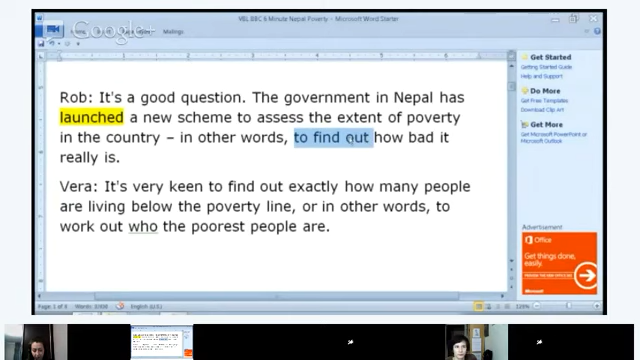 VBL BBC 6 Minute Nepal Poverty - Microsoft Word Starter
Google+
Mailings
Rob: It's a good question. The government in Nepal has
launched a new scheme to assess the extent of poverty
in the country – in other words, to find out how bad it
really is.
Vera: It's very keen to find out exactly how many people
are living below the poverty line, or in other words, to
work out who the poorest people are.
Get Started
Getting Started Guide
Help and Support
Do More
Get Free Templates
Download Clip Art
Get More
Get Microsoft PowerPoint or
Advertisement
Office
Get things done,
easily.
English (U.S.)
120%